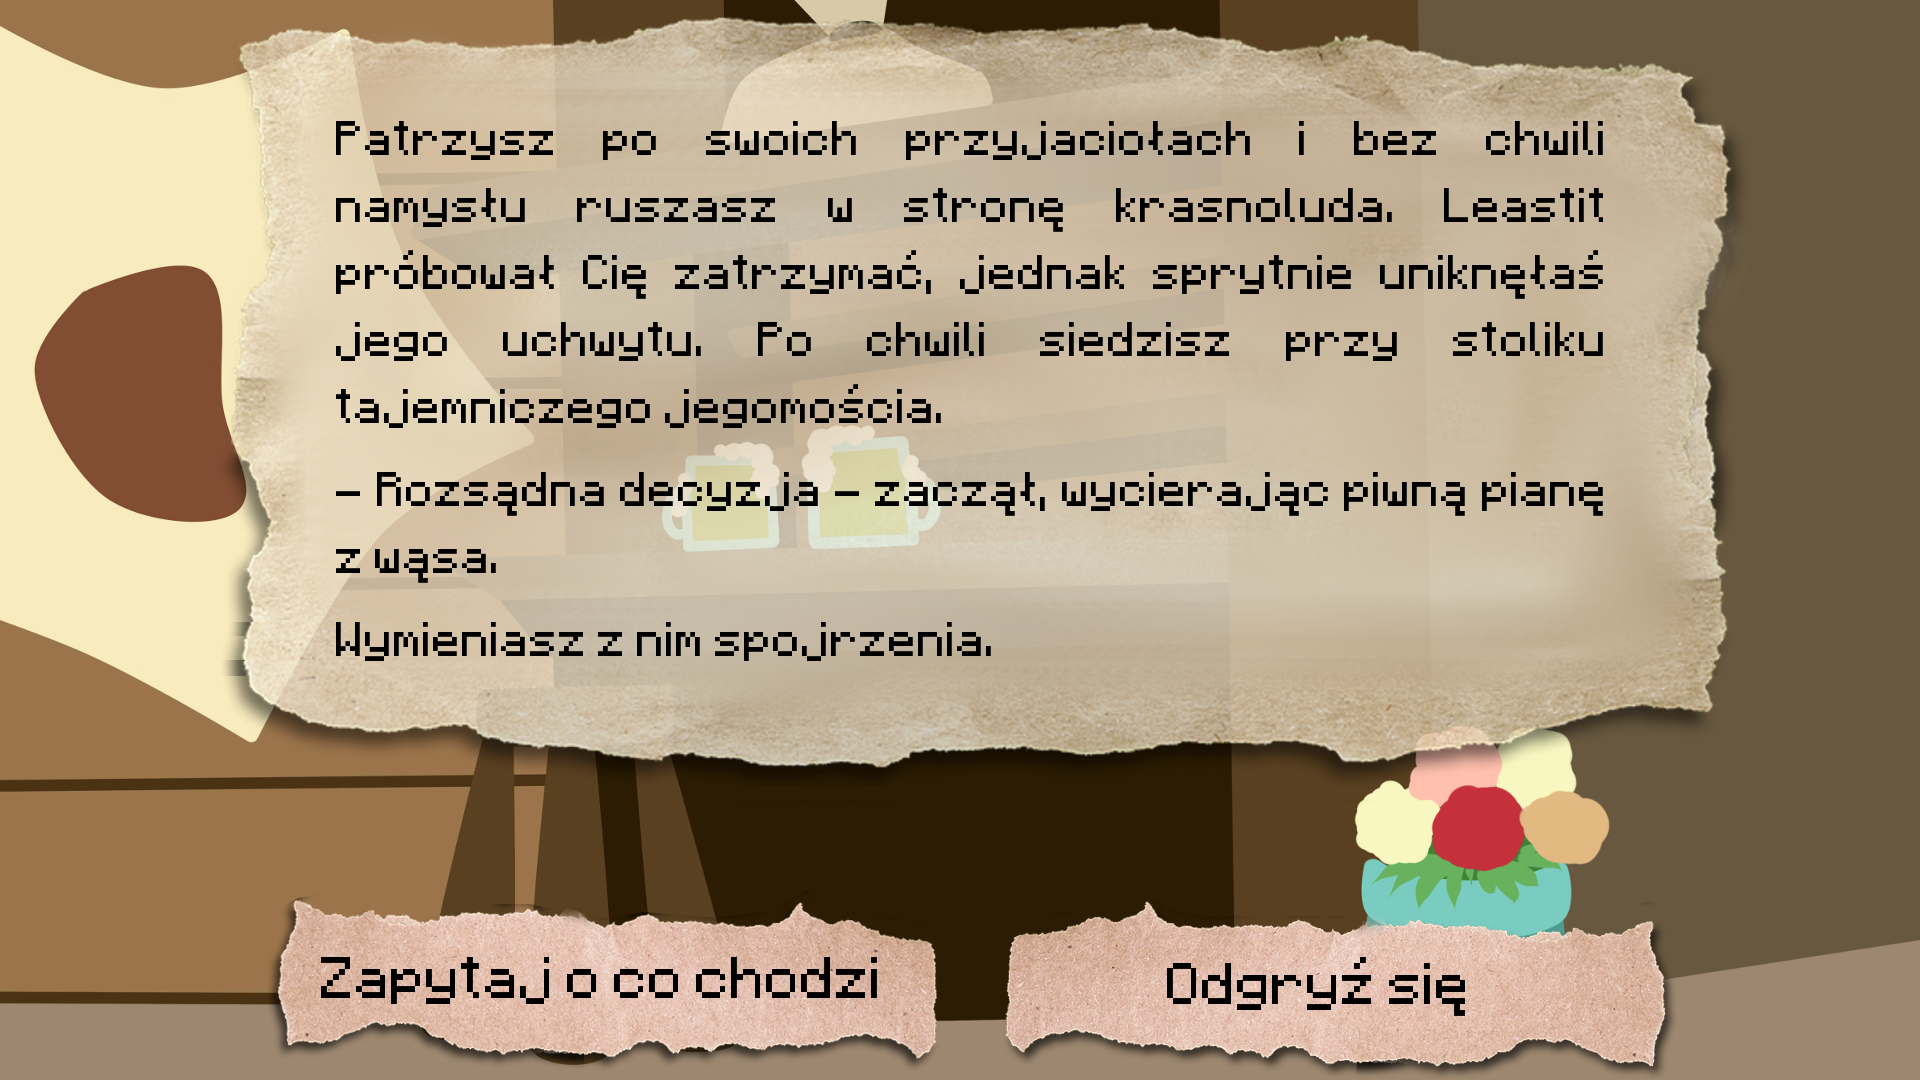 Patrzysz po swoich przyjaciołach i bez chwili
namysłu ruszasz w stronę krasnoluda. Leastit
próbował Cię zatrzymać, jednak sprytnie uniknęłaś
jego uchwytu. Po chwili siedzisz przy stoliku
tajemniczego jegomościa.
– Rozsądna decyzja – zaczął, wycierając piwną pianę
z wąsa.
Wymieniasz z nim spojrzenia.
Zapytaj o co chodzi
Odgryź się